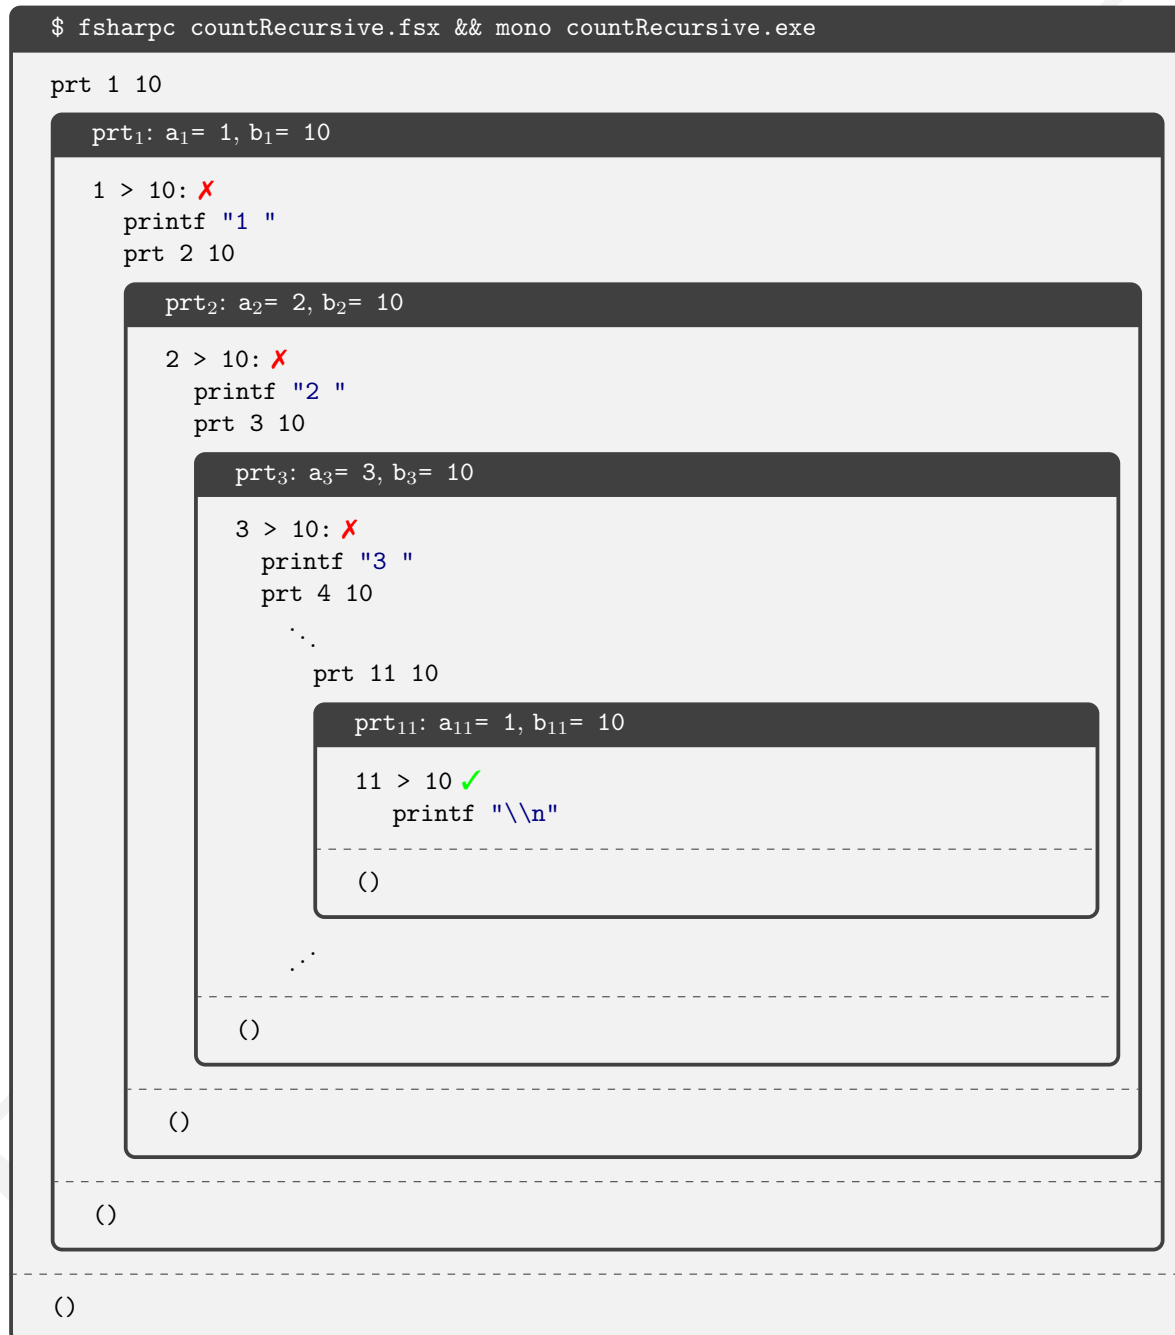 $ fsharpc countRecursive.fsx && mono countRecursive.exe
prt 1 10
prt₁: a₁= 1, b₁= 10
1 > 10: ✗
printf "1 "
prt 2 10
prt₂: a₂= 2, b₂= 10
2 > 10: ✗
printf "2 "
prt 3 10
prt₃: a₃= 3, b₃= 10
3 > 10: ✗
printf "3 "
prt 4 10
⋱
prt 11 10
prt₁₁: a₁₁= 1, b₁₁= 10
11 > 10 ✓
printf "\\n"
()
⋰
()
()
()
()